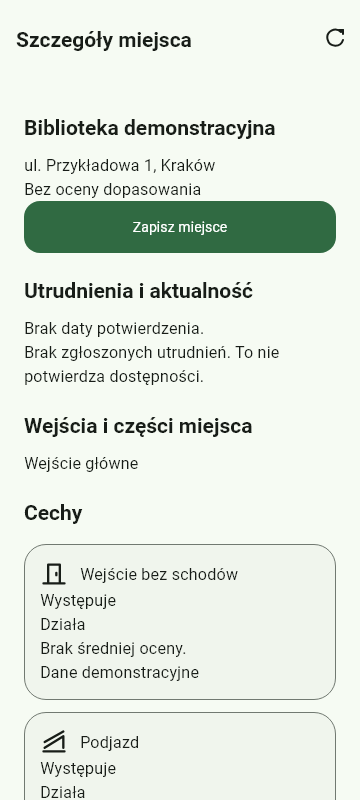 Szczegóły miejsca
Biblioteka demonstracyjna
ul. Przykładowa 1, Kraków
Bez oceny dopasowania
Zapisz miejsce
Utrudnienia i aktualność
Brak daty potwierdzenia.
Brak zgłoszonych utrudnień. To nie
potwierdza dostępności.
Wejścia i części miejsca
Wejście główne
Cechy
Wejście bez schodów
Występuje
Działa
Brak średniej oceny.
Dane demonstracyjne
Podjazd
Występuje
Działa